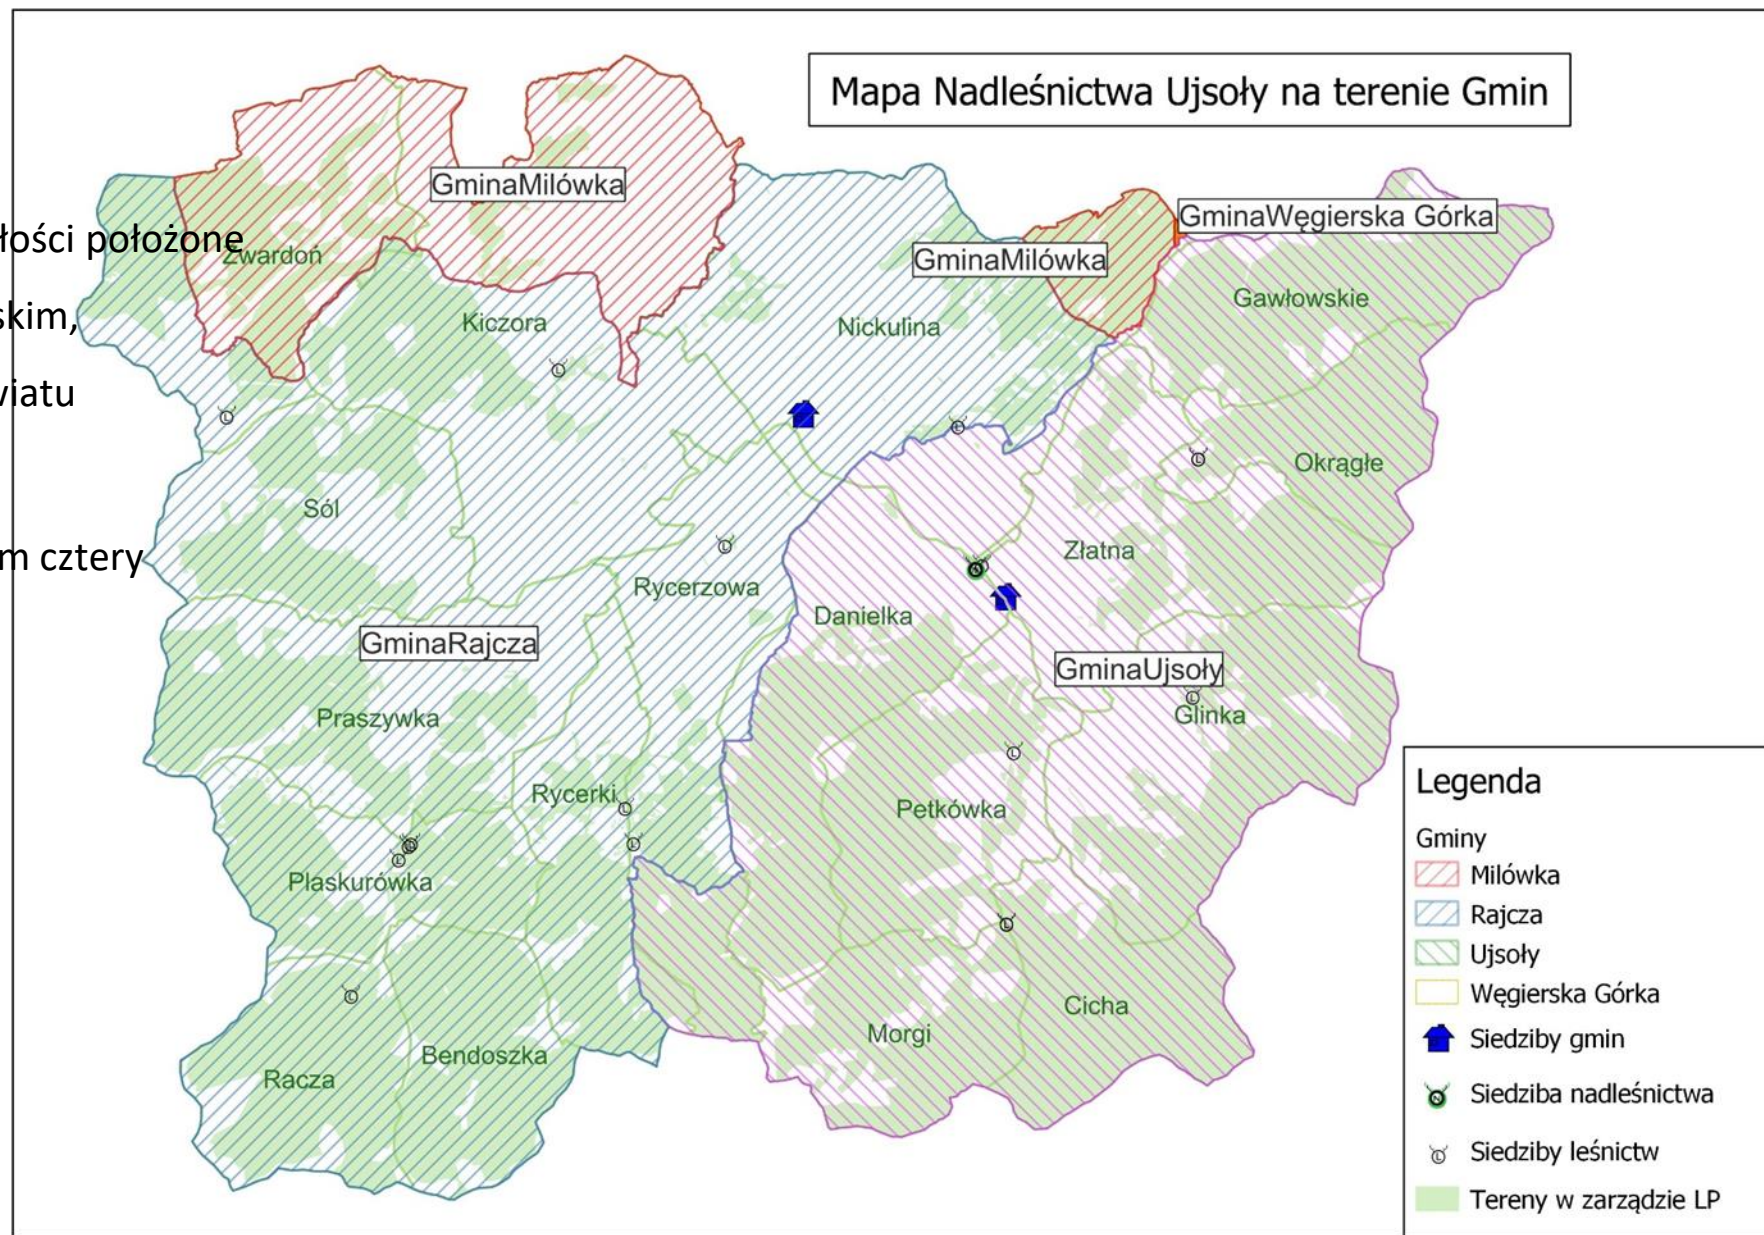 Mapa Nadleśnictwa Ujsoły na terenie Gmin
GminaMilówka
GminaWęgierska Górka
łości położone
Zwardoń
GminaMilówka
Gawłowskie
skim,
Kiczora
Nickulina
wiatu
Okrągłe
Sól
m cztery
Złatna
Rycerzowa
Danielka
GminaRajcza
GminaUjsoły
Praszywka
Glinka
Rycerki
Petkówka
Plaskurówka
Cicha
Morgi
Bendoszka
Racza
Legenda
Gminy
Milówka
Rajcza
Ujsoły
Węgierska Górka
Siedziby gmin
Siedziba nadleśnictwa
Siedziby leśnictw
Tereny w zarządzie LP